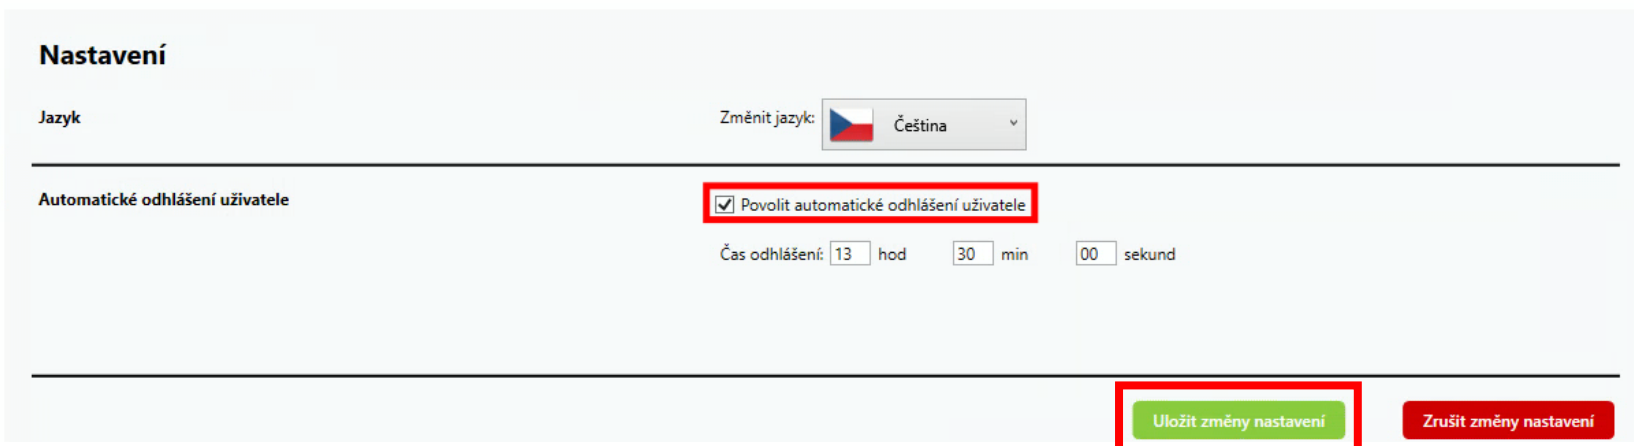 Nastavení
Jazyk
Změnit jazyk: Čeština
Automatické odhlášení uživatele
Povolit automatické odhlášení uživatele
Čas odhlášení: 13 hod 30 min 00 sekund
Uložit změny nastavení Zrušit změny nastavení